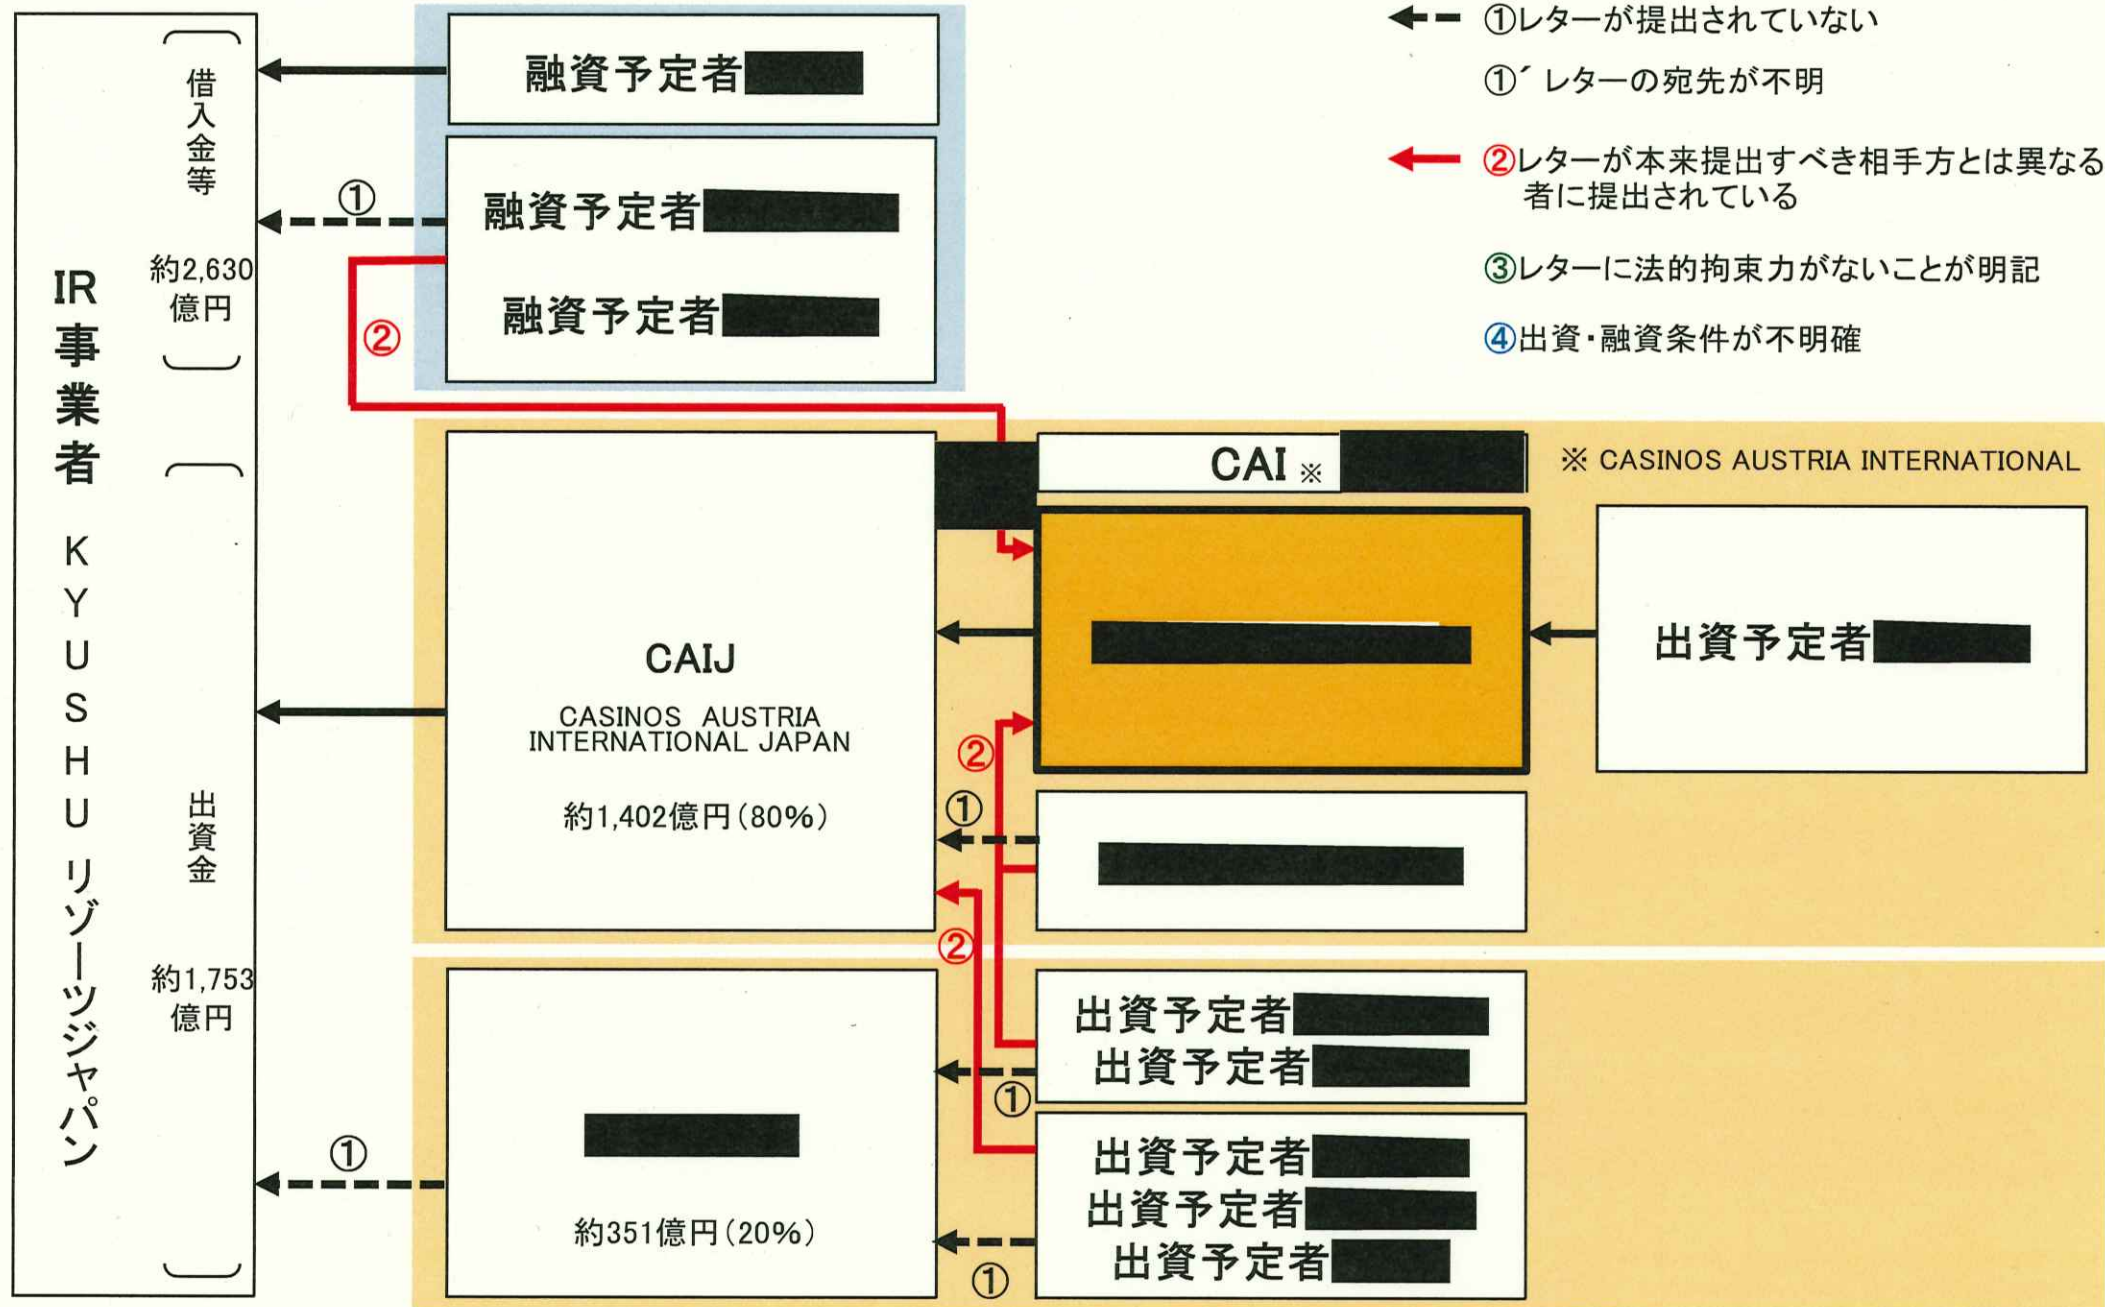 IR事業者 KYUSHUリゾーツジャパン
借入金等
約2,630
億円
出資金
約1,753
億円
融資予定者
融資予定者
融資予定者
①
②
①レターが提出されていない
①´レターの宛先が不明
②レターが本来提出すべき相手方とは異なる
者に提出されている
③レターに法的拘束力がないことが明記
④出資・融資条件が不明確
CAIJ
CASINOS AUSTRIA
INTERNATIONAL JAPAN
約1,402億円(80%)
CAI ※
※ CASINOS AUSTRIA INTERNATIONAL
出資予定者
②
①
②
約351億円(20%)
①
出資予定者
出資予定者
①
出資予定者
出資予定者
出資予定者
①